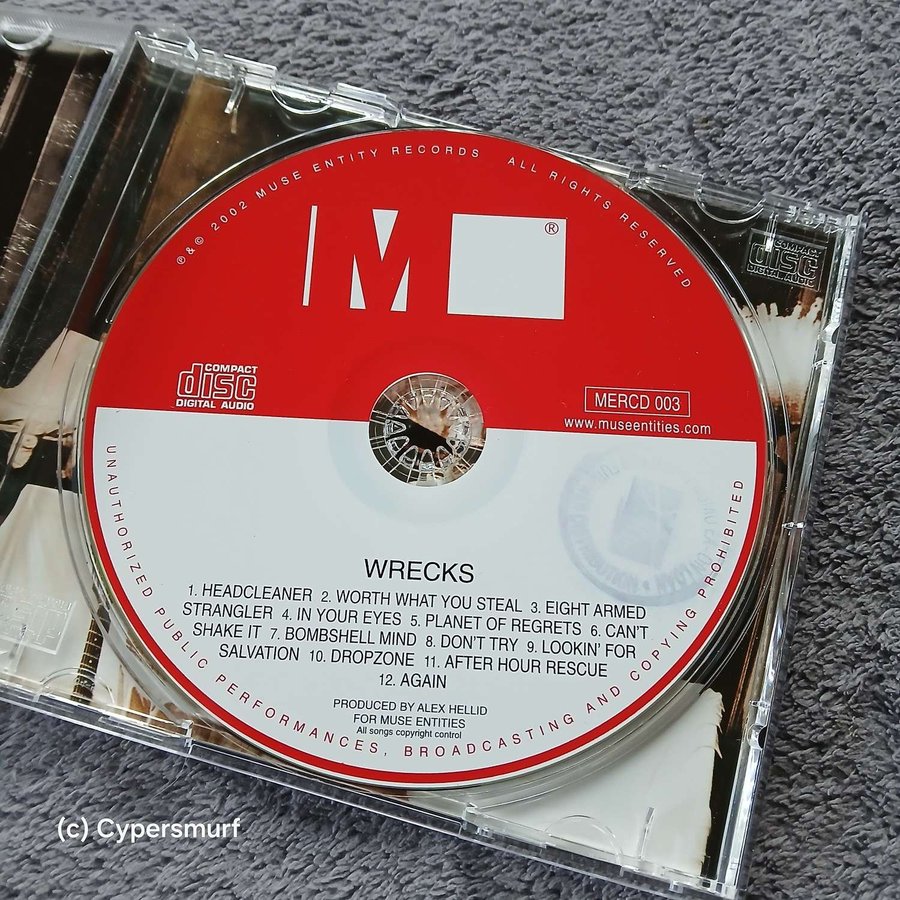 ℗ & © 2002 MUSE ENTITY RECORDS ALL RIGHTS RESERVED
M ®
COMPACT
disc
DIGITAL AUDIO
COMPACT
disc
DIGITAL AUDIO
MERCD 003
www.museentities.com
WRECKS
1. HEADCLEANER 2. WORTH WHAT YOU STEAL 3. EIGHT ARMED
STRANGLER 4. IN YOUR EYES 5. PLANET OF REGRETS 6. CAN'T
SHAKE IT 7. BOMBSHELL MIND 8. DON'T TRY 9. LOOKIN' FOR
SALVATION 10. DROPZONE 11. AFTER HOUR RESCUE
12. AGAIN
PRODUCED BY ALEX HELLID
FOR MUSE ENTITIES
All songs copyright control
UNAUTHORIZED PUBLIC PERFORMANCES, BROADCASTING AND COPYING PROHIBITED
(c) Cypersmurf